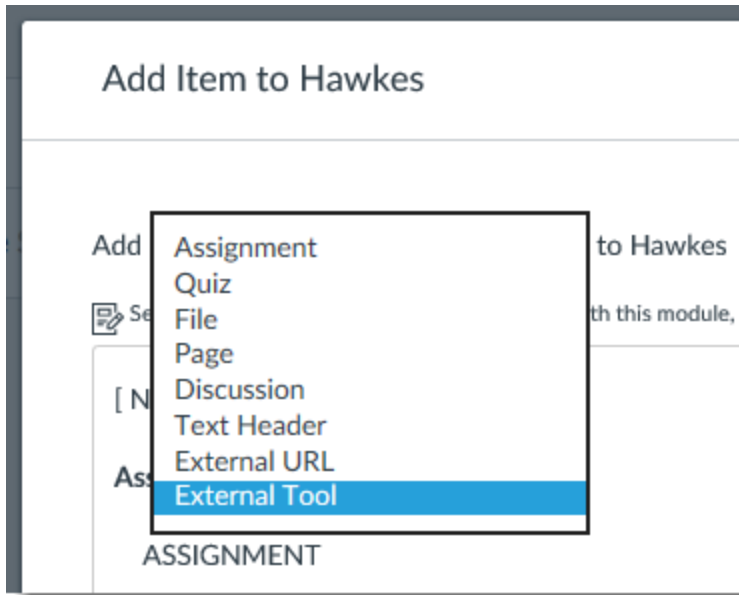 Add Item to Hawkes
Add
Assignment
to Hawkes
Quiz
File
th this module,
Page
Discussion
[ N
Text Header
External URL
External Tool
ASSIGNMENT